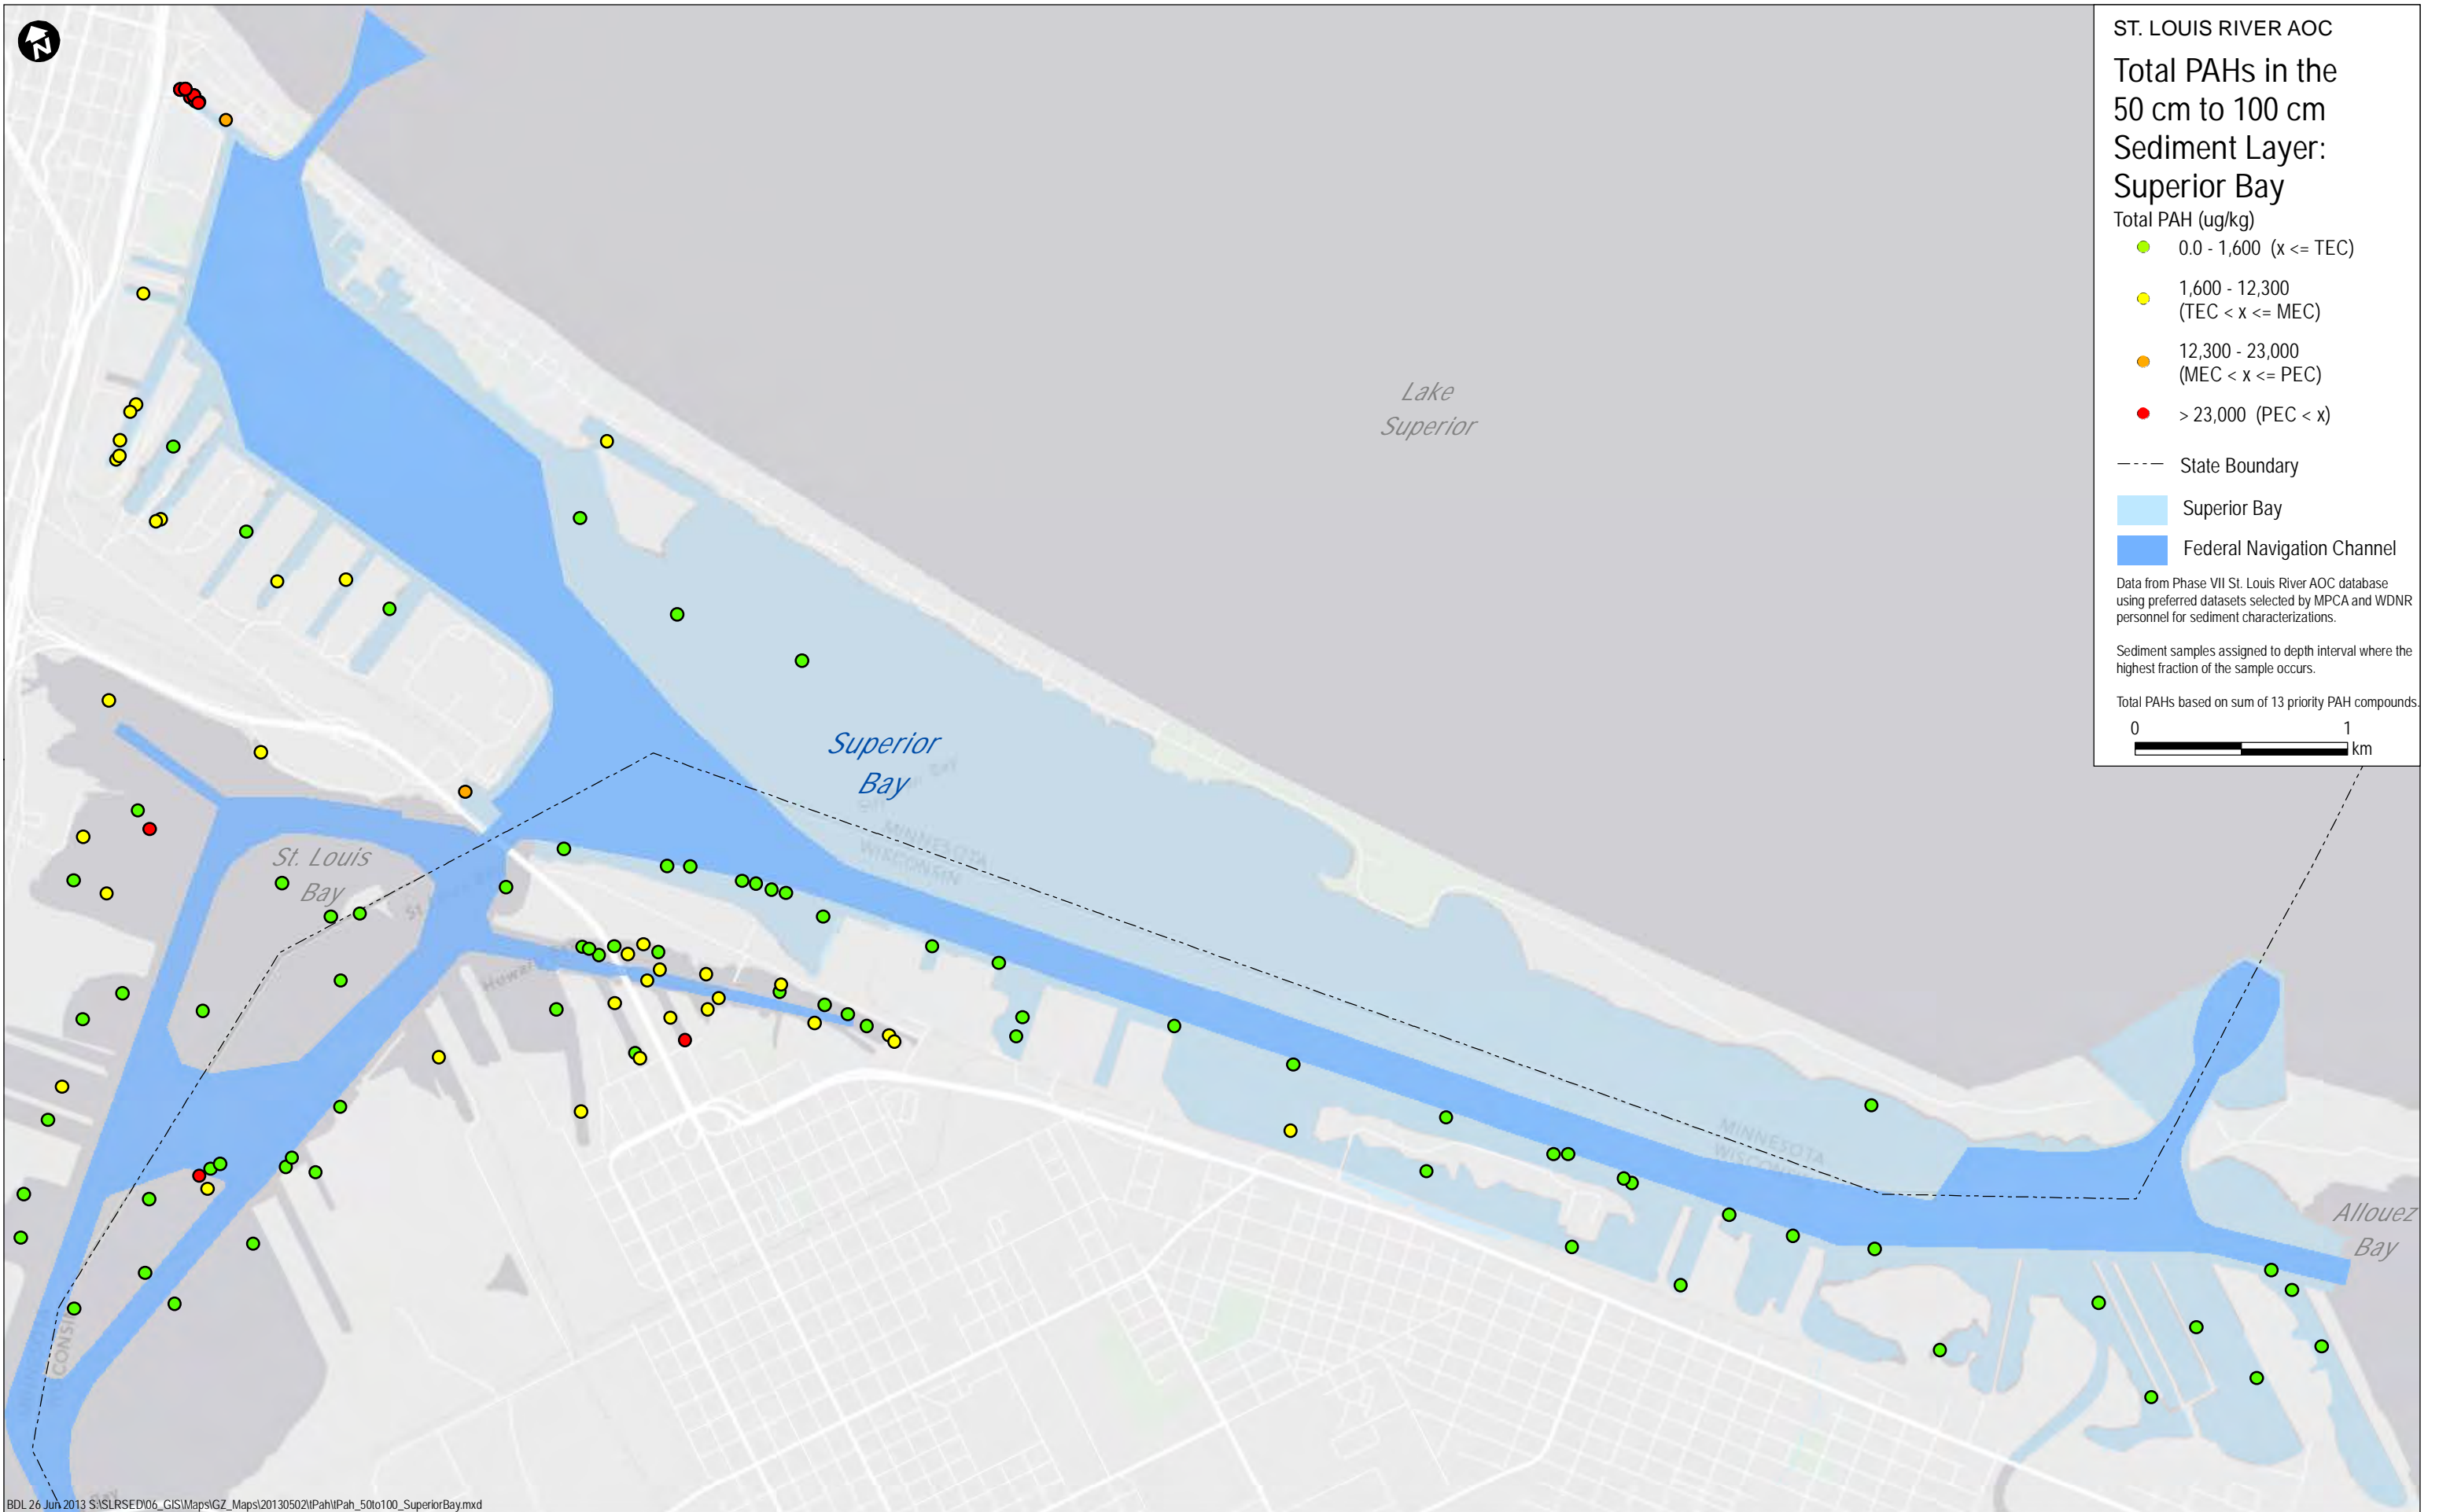 N
ST. LOUIS RIVER AOC
Total PAHs in the
50 cm to 100 cm
Sediment Layer:
Superior Bay
Total PAH (ug/kg)
0.0 - 1,600 (x <= TEC)
1,600 - 12,300
(TEC < x <= MEC)
12,300 - 23,000
(MEC < x <= PEC)
> 23,000 (PEC < x)
State Boundary
Superior Bay
Federal Navigation Channel
Data from Phase VII St. Louis River AOC database
using preferred datasets selected by MPCA and WDNR
personnel for sediment characterizations.
Sediment samples assigned to depth interval where the
highest fraction of the sample occurs.
Total PAHs based on sum of 13 priority PAH compounds.
0 1
km
Lake
Superior
Superior
Bay
MINNESOTA
WISCONSIN
St. Louis
Bay
MINNESOTA
WISCONSIN
Allouez
Bay
MINNESOTA
Bay
BDL 26 Jun 2013 S:\SLRSED\06_GIS\Maps\GZ_Maps\20130502\tPah\tPah_50to100_SuperiorBay.mxd